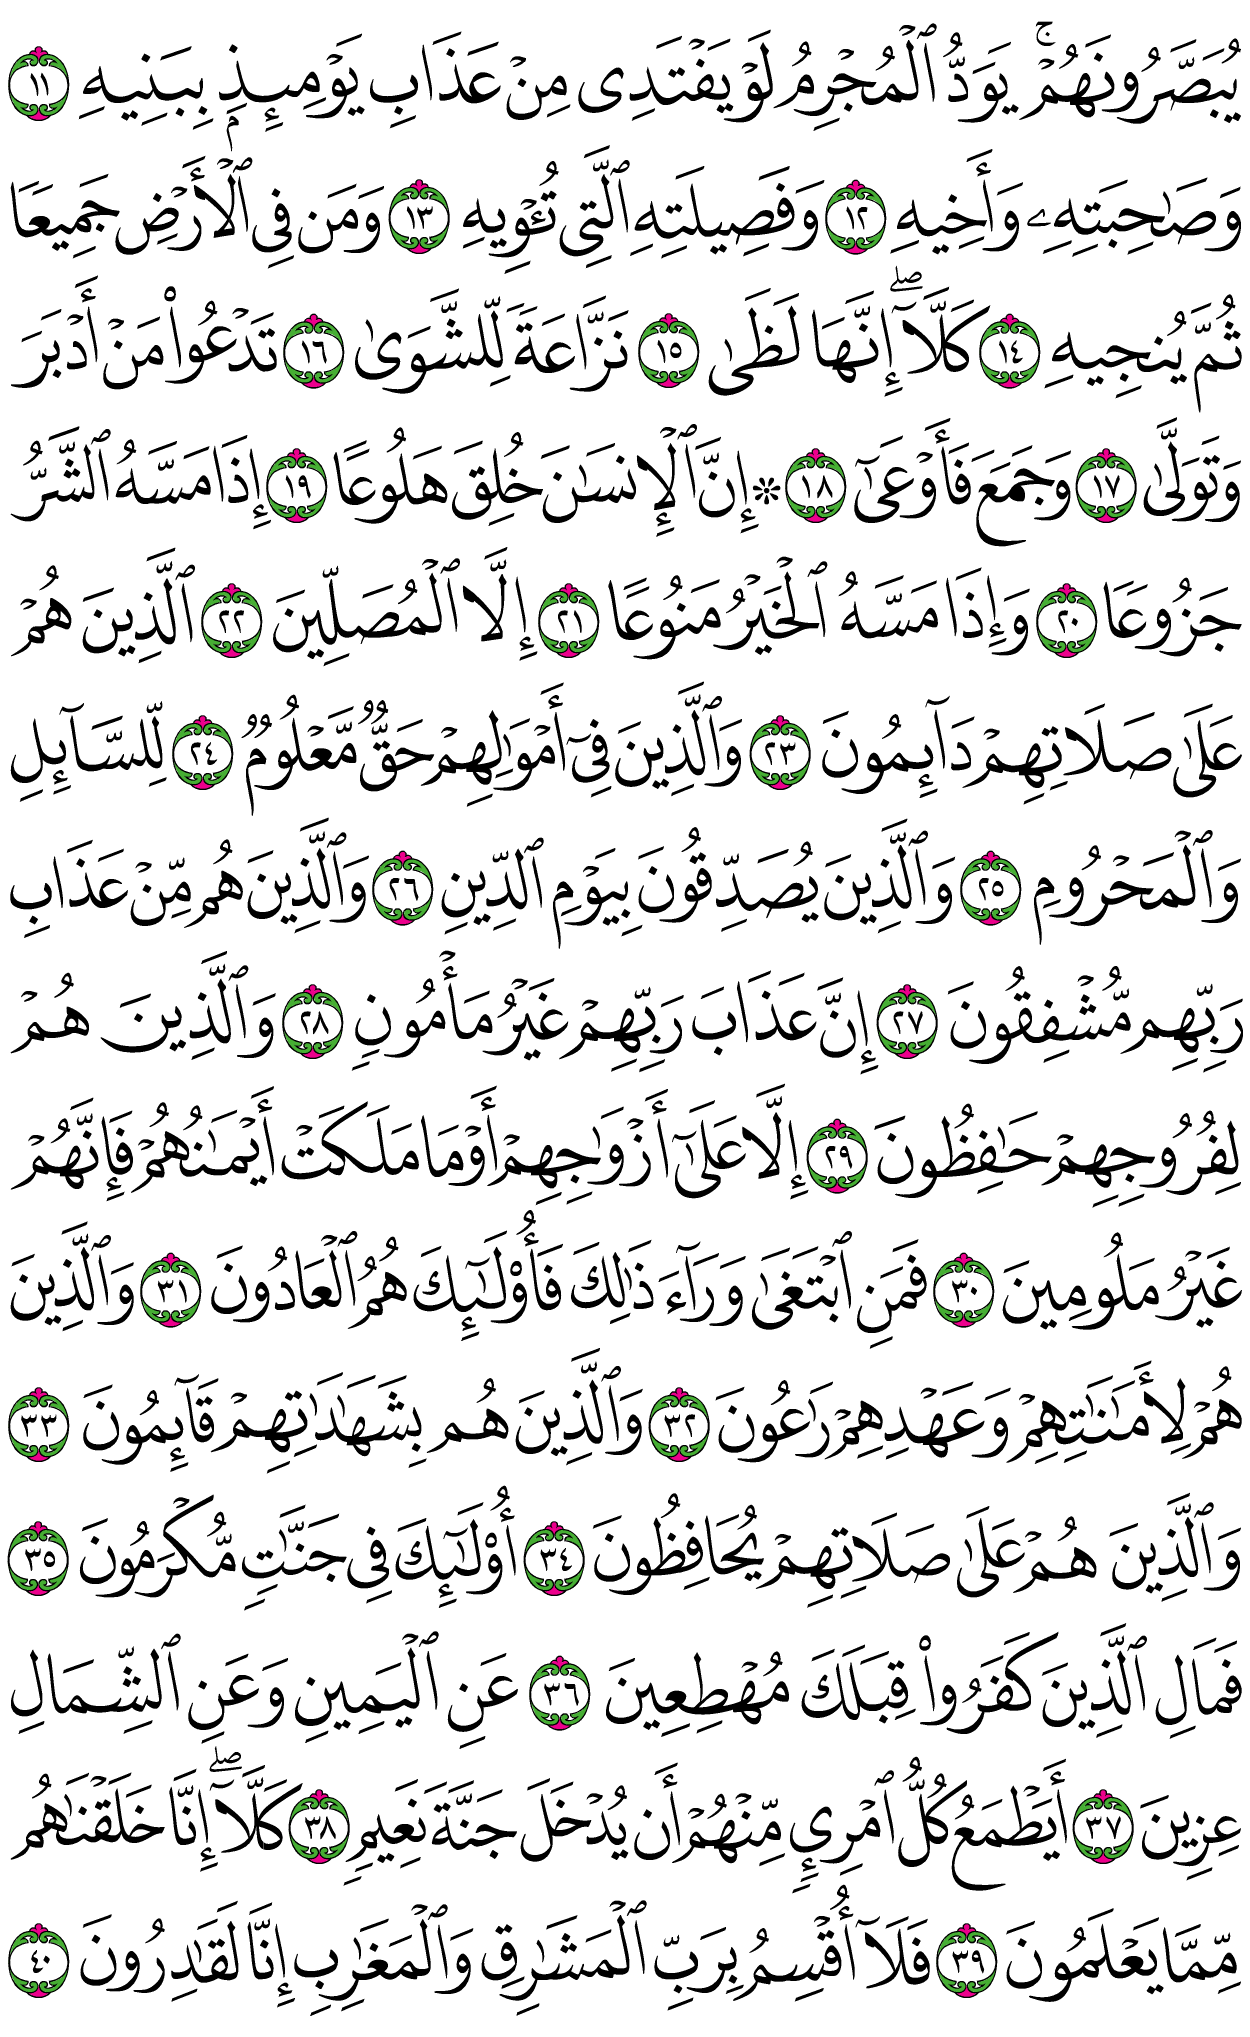 يُبَصَّرُونَهُمْۚ يَوَدُّ ٱلْمُجْرِمُ لَوْ يَفْتَدِى مِنْ عَذَابِ يَوْمِئِذٍۭ بِبَنِيهِ ١١
وَصَٰحِبَتِهِۦ وَأَخِيهِ ١٢ وَفَصِيلَتِهِ ٱلَّتِى تُـْٔوِيهِ ١٣ وَمَن فِى ٱلْأَرْضِ جَمِيعًا
ثُمَّ يُنجِيهِ ١٤ كَلَّآۖ إِنَّهَا لَظَىٰ ١٥ نَزَّاعَةً لِّلشَّوَىٰ ١٦ تَدْعُوا۟ مَنْ أَدْبَرَ
وَتَوَلَّىٰ ١٧ وَجَمَعَ فَأَوْعَىٰٓ ١٨ ۞ إِنَّ ٱلْإِنسَٰنَ خُلِقَ هَلُوعًا ١٩ إِذَا مَسَّهُ ٱلشَّرُّ
جَزُوعًا ٢٠ وَإِذَا مَسَّهُ ٱلْخَيْرُ مَنُوعًا ٢١ إِلَّا ٱلْمُصَلِّينَ ٢٢ ٱلَّذِينَ هُمْ
عَلَىٰ صَلَاتِهِمْ دَآئِمُونَ ٢٣ وَٱلَّذِينَ فِىٓ أَمْوَٰلِهِمْ حَقٌّ مَّعْلُومٌ ٢٤ لِّلسَّآئِلِ
وَٱلْمَحْرُومِ ٢٥ وَٱلَّذِينَ يُصَدِّقُونَ بِيَوْمِ ٱلدِّينِ ٢٦ وَٱلَّذِينَ هُم مِّنْ عَذَابِ
رَبِّهِم مُّشْفِقُونَ ٢٧ إِنَّ عَذَابَ رَبِّهِمْ غَيْرُ مَأْمُونٍ ٢٨ وَٱلَّذِينَ هُمْ
لِفُرُوجِهِمْ حَٰفِظُونَ ٢٩ إِلَّا عَلَىٰٓ أَزْوَٰجِهِمْ أَوْ مَا مَلَكَتْ أَيْمَٰنُهُمْ فَإِنَّهُمْ
غَيْرُ مَلُومِينَ ٣٠ فَمَنِ ٱبْتَغَىٰ وَرَآءَ ذَٰلِكَ فَأُو۟لَٰٓئِكَ هُمُ ٱلْعَادُونَ ٣١ وَٱلَّذِينَ
هُمْ لِأَمَٰنَٰتِهِمْ وَعَهْدِهِمْ رَٰعُونَ ٣٢ وَٱلَّذِينَ هُم بِشَهَٰدَٰتِهِمْ قَآئِمُونَ ٣٣
وَٱلَّذِينَ هُمْ عَلَىٰ صَلَاتِهِمْ يُحَافِظُونَ ٣٤ أُو۟لَٰٓئِكَ فِى جَنَّٰتٍ مُّكْرَمُونَ ٣٥
فَمَالِ ٱلَّذِينَ كَفَرُوا۟ قِبَلَكَ مُهْطِعِينَ ٣٦ عَنِ ٱلْيَمِينِ وَعَنِ ٱلشِّمَالِ
عِزِينَ ٣٧ أَيَطْمَعُ كُلُّ ٱمْرِئٍ مِّنْهُمْ أَن يُدْخَلَ جَنَّةَ نَعِيمٍ ٣٨ كَلَّآۖ إِنَّا خَلَقْنَٰهُم
مِّمَّا يَعْلَمُونَ ٣٩ فَلَآ أُقْسِمُ بِرَبِّ ٱلْمَشَٰرِقِ وَٱلْمَغَٰرِبِ إِنَّا لَقَٰدِرُونَ ٤٠